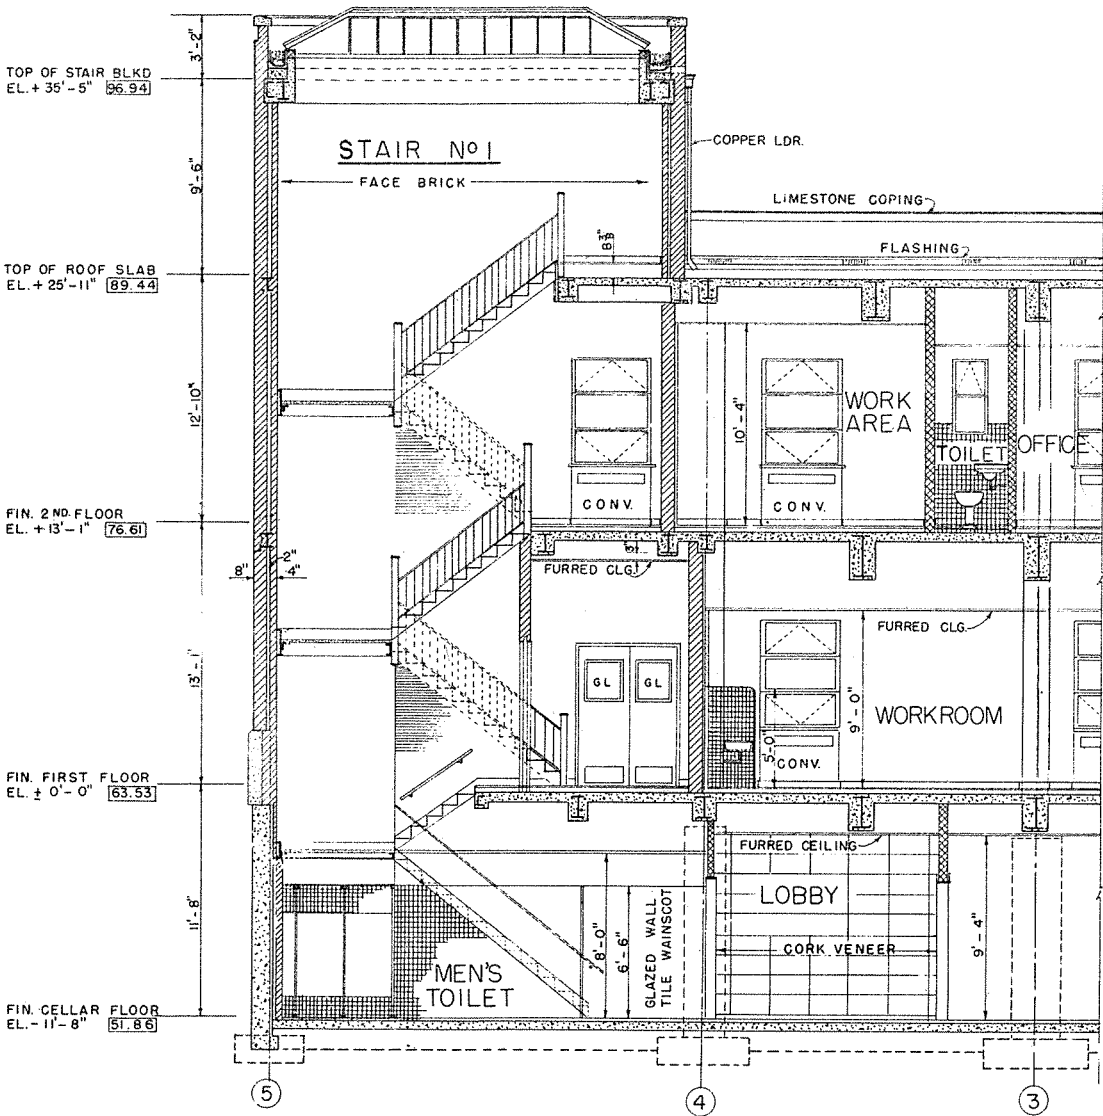 3'-2"
TOP OF STAIR BLKD
EL. + 35'-5" 96.94
COPPER LDR.
STAIR No 1
FACE BRICK
9'-6"
LIMESTONE COPING
8 3/8"
FLASHING
TOP OF ROOF SLAB
EL. + 25'-11" 89.44
12'-10"
10'-4"
WORK
AREA
TOILET
OFFICE
CONV.
CONV.
FIN. 2ND. FLOOR
EL. + 13'-1" 76.61
2"
8"
4"
FURRED CLG.
FURRED CLG.
13'-1"
GL
GL
9'-0"
WORKROOM
5'-0"
CONV.
FIN. FIRST FLOOR
EL. ± 0'-0" 63.53
FURRED CEILING
LOBBY
11'-8"
8'-0"
6'-6"
GLAZED WALL
TILE WAINSCOT
CORK VENEER
9'-4"
MEN'S
TOILET
FIN. CELLAR FLOOR
EL. - 11'-8" 51.86
5
4
3